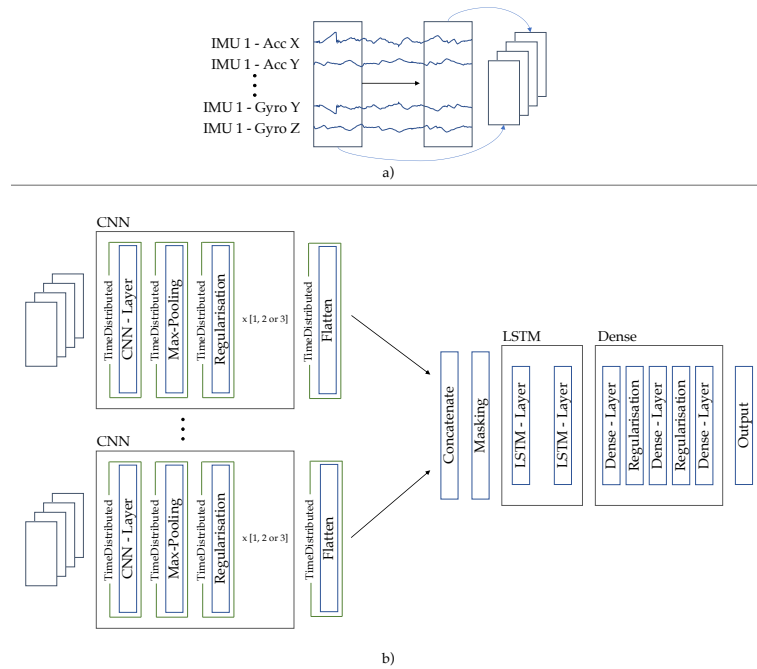 IMU 1 - Acc X
IMU 1 - Acc Y
IMU 1 - Gyro Y
IMU 1 - Gyro Z
a)
CNN
TimeDistributed
CNN - Layer
TimeDistributed
Max-Pooling
TimeDistributed
Regularisation
x [1, 2 or 3]
TimeDistributed
Flatten
CNN
TimeDistributed
CNN - Layer
TimeDistributed
Max-Pooling
TimeDistributed
Regularisation
x [1, 2 or 3]
TimeDistributed
Flatten
Concatenate
Masking
LSTM
LSTM - Layer
LSTM - Layer
Dense
Dense - Layer
Regularisation
Dense - Layer
Regularisation
Dense - Layer
Output
b)